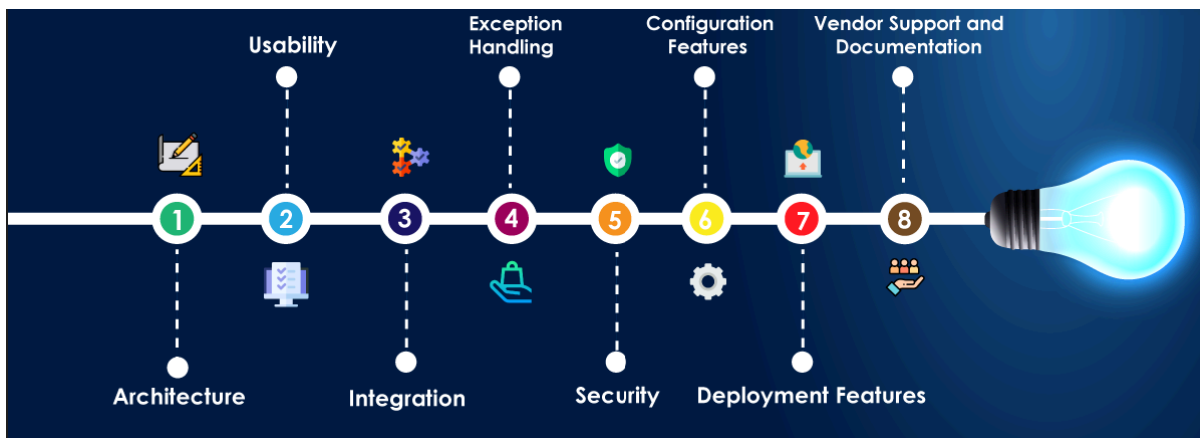 Usability
Exception
Handling
Configuration
Features
Vendor Support and
Documentation
1
2
3
4
5
6
7
8
Architecture
Integration
Security
Deployment Features